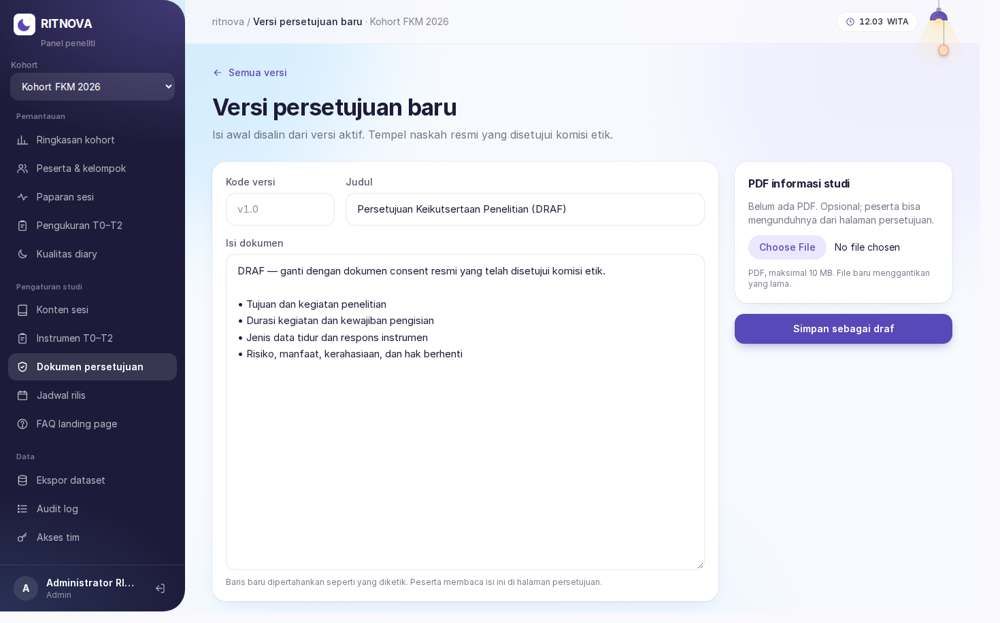 RITNOVA
Panel peneliti
Kohort
Kohort FKM 2026
Pemantauan
Ringkasan kohort
Peserta & kelompok
Paparan sesi
Pengukuran T0–T2
Kualitas diary
Pengaturan studi
Konten sesi
Instrumen T0–T2
Dokumen persetujuan
Jadwal rilis
FAQ landing page
Data
Ekspor dataset
Audit log
Akses tim
A
Administrator RI...
Admin
ritnova / Versi persetujuan baru · Kohort FKM 2026
12.03 WITA
← Semua versi
Versi persetujuan baru
Isi awal disalin dari versi aktif. Tempel naskah resmi yang disetujui komisi etik.
Kode versi
v1.0
Judul
Persetujuan Keikutsertaan Penelitian (DRAF)
Isi dokumen
DRAF — ganti dengan dokumen consent resmi yang telah disetujui komisi etik.
• Tujuan dan kegiatan penelitian
• Durasi kegiatan dan kewajiban pengisian
• Jenis data tidur dan respons instrumen
• Risiko, manfaat, kerahasiaan, dan hak berhenti
Baris baru dipertahankan seperti yang diketik. Peserta membaca isi ini di halaman persetujuan.
PDF informasi studi
Belum ada PDF. Opsional; peserta bisa
mengunduhnya dari halaman persetujuan.
Choose File No file chosen
PDF, maksimal 10 MB. File baru menggantikan
yang lama.
Simpan sebagai draf